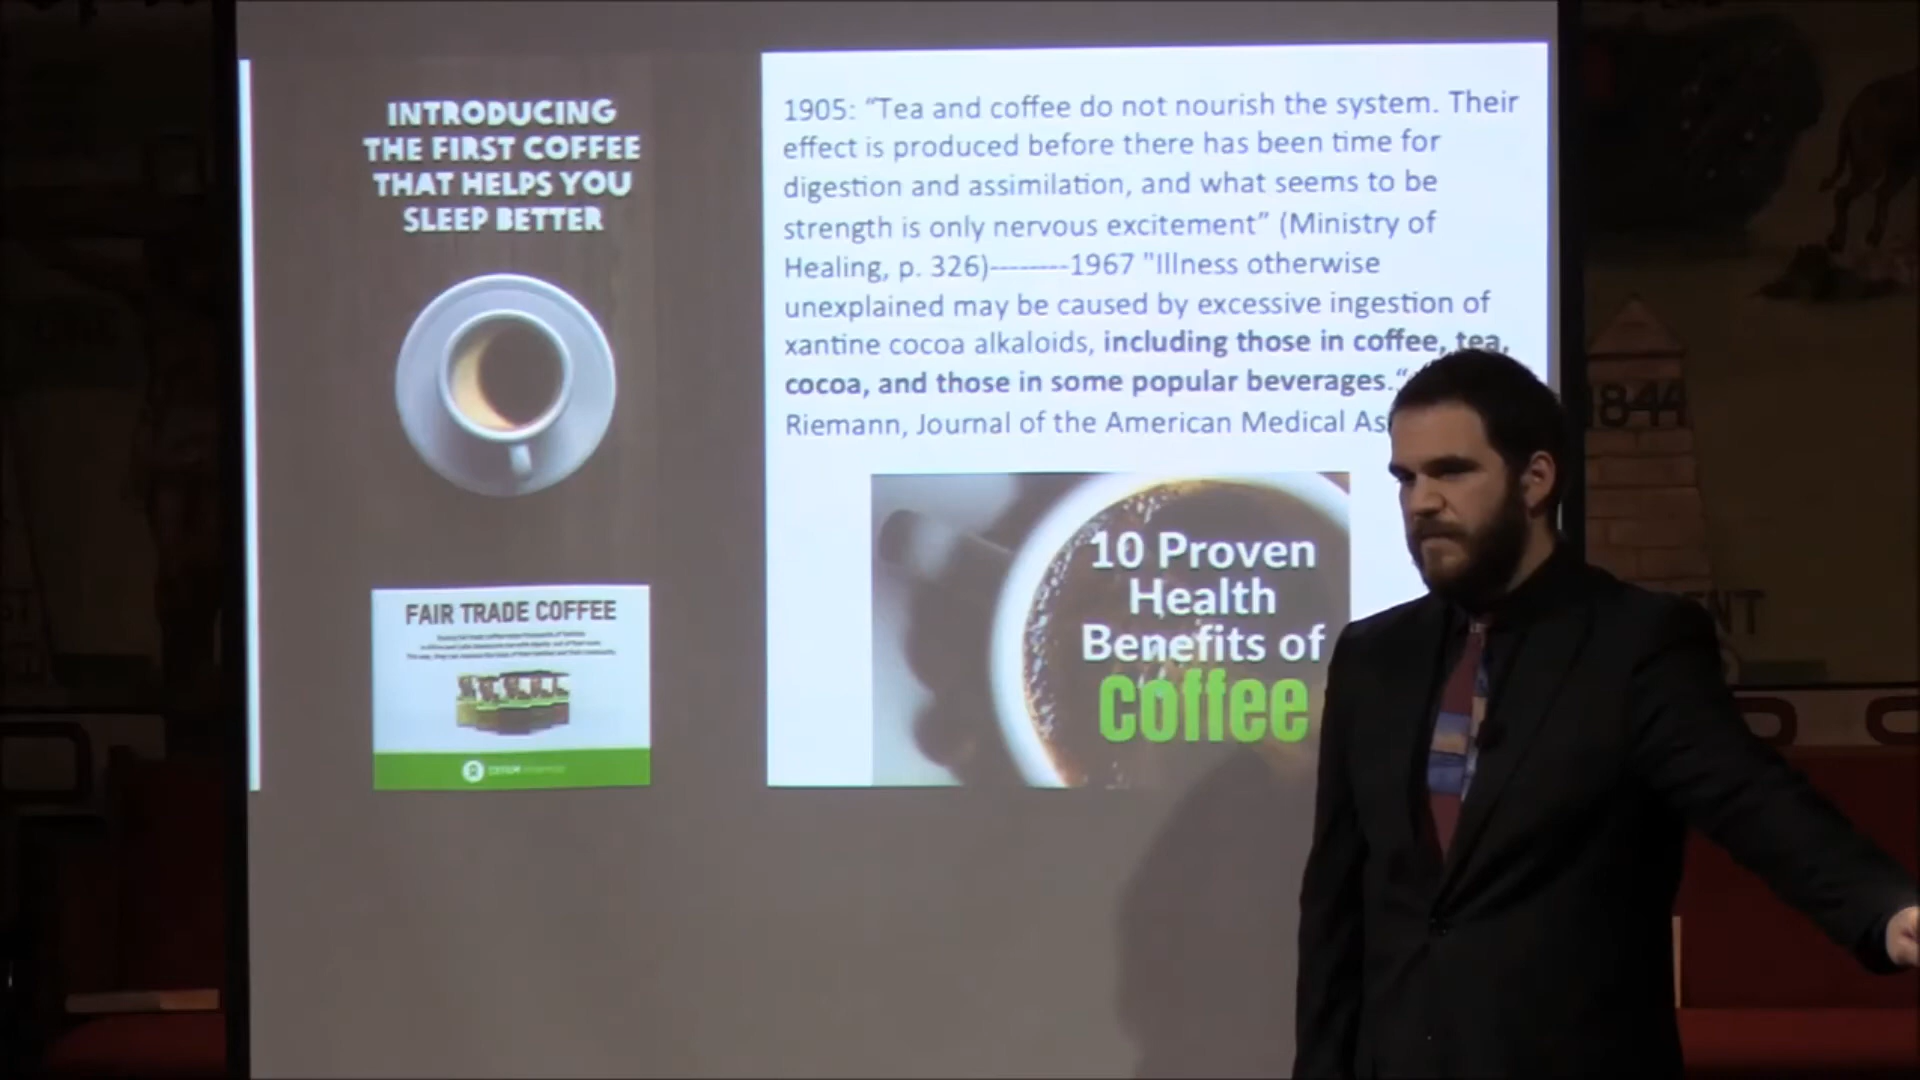 INTRODUCING
THE FIRST COFFEE
THAT HELPS YOU
SLEEP BETTER
FAIR TRADE COFFEE
1905: “Tea and coffee do not nourish the system. Their
effect is produced before there has been time for
digestion and assimilation, and what seems to be
strength is only nervous excitement” (Ministry of
Healing, p. 326)--------1967 "Illness otherwise
unexplained may be caused by excessive ingestion of
xantine cocoa alkaloids, including those in coffee, tea,
cocoa, and those in some popular beverages.“
Riemann, Journal of the American Medical As
10 Proven
Health
Benefits of
Coffee
1844